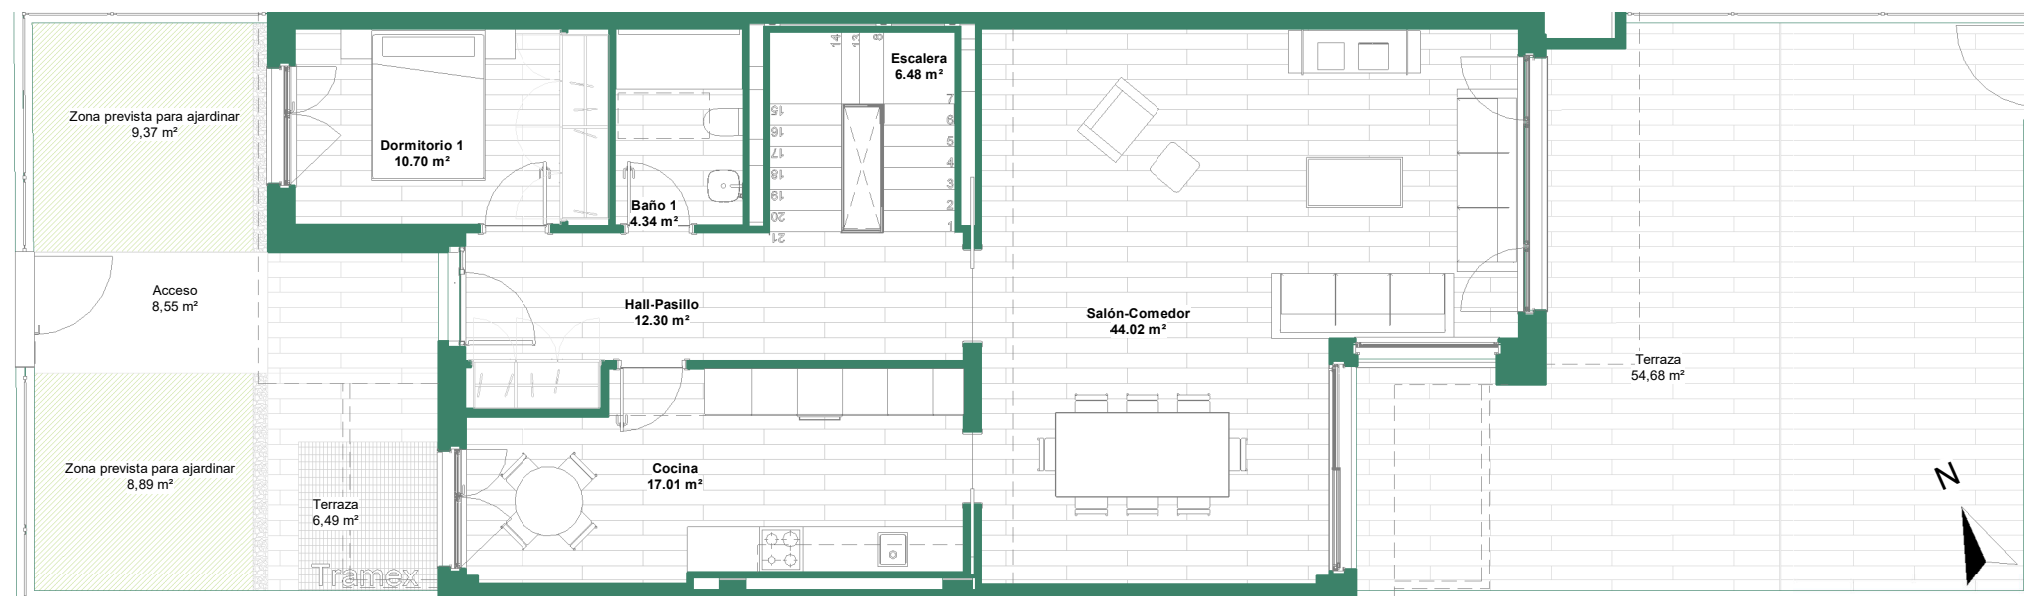 Zona prevista para ajardinar
9,37 m²
Dormitorio 1
10.70 m²
Baño 1
4.34 m²
Escalera
6.48 m²
14
13
8
15
16
17
18
19
20
21
7
6
5
4
3
2
1
Acceso
8,55 m²
Hall-Pasillo
12.30 m²
Salón-Comedor
44.02 m²
Terraza
54,68 m²
Zona prevista para ajardinar
8,89 m²
Terraza
6,49 m²
Tramex
Cocina
17.01 m²
N